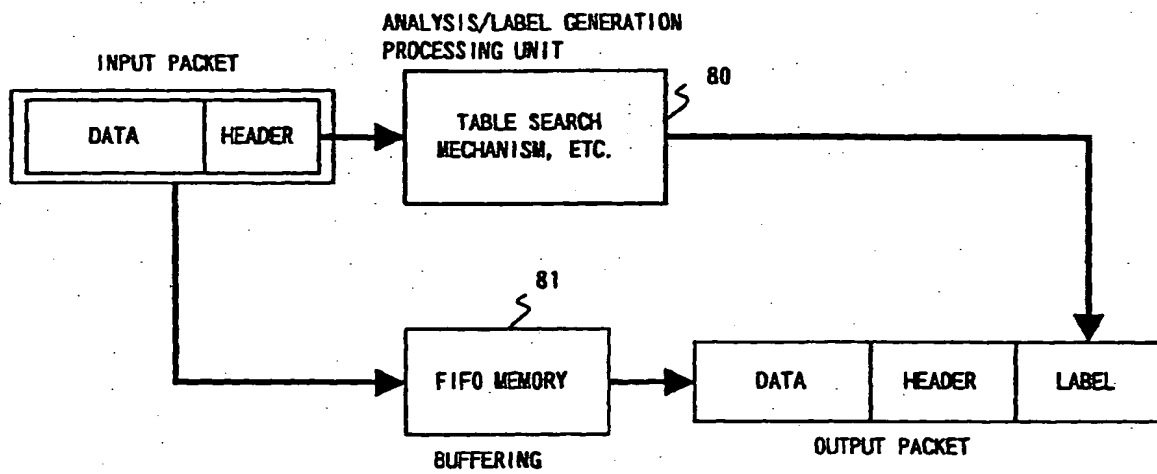 ANALYSIS/LABEL GENERATION
PROCESSING UNIT
INPUT PACKET
80
DATA
HEADER
TABLE SEARCH
MECHANISM, ETC.
81
FIFO MEMORY
DATA
HEADER
LABEL
BUFFERING
OUTPUT PACKET